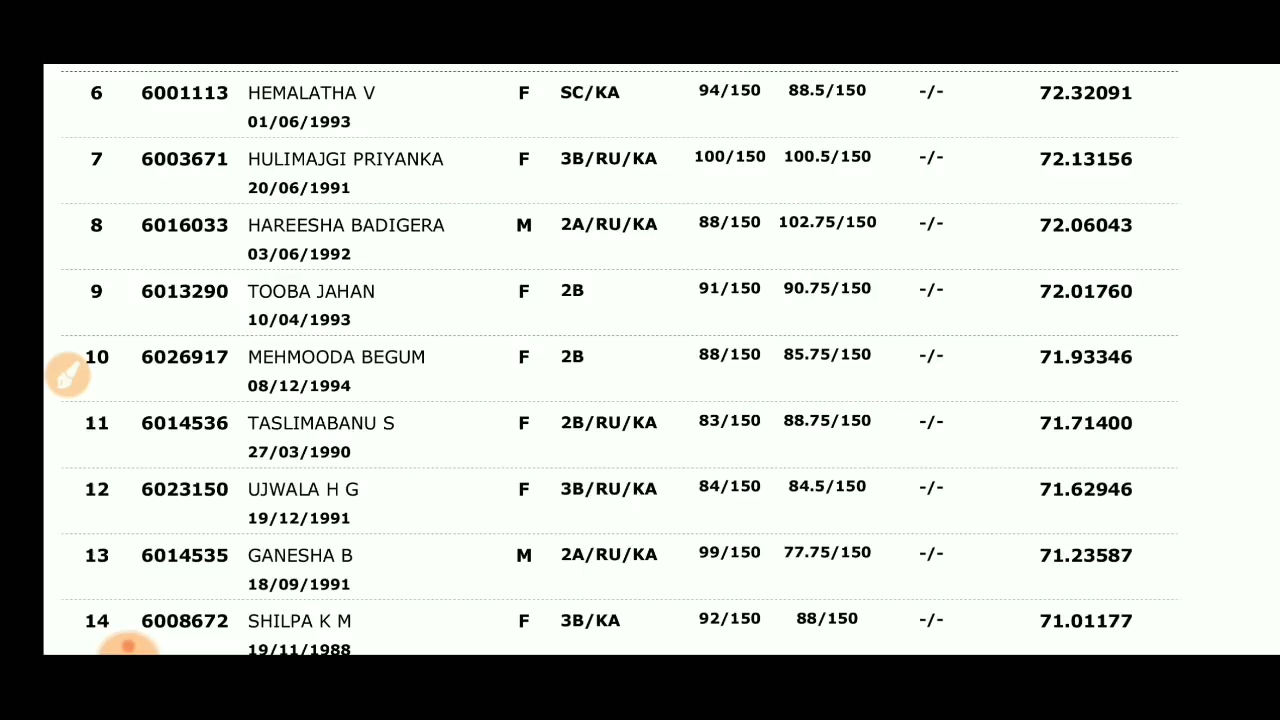 6 6001113 HEMALATHA V F SC/KA 94/150 88.5/150 -/- 72.32091
01/06/1993
7 6003671 HULIMAJGI PRIYANKA F 3B/RU/KA 100/150 100.5/150 -/- 72.13156
20/06/1991
8 6016033 HAREESHA BADIGERA M 2A/RU/KA 88/150 102.75/150 -/- 72.06043
03/06/1992
9 6013290 TOOBA JAHAN F 2B 91/150 90.75/150 -/- 72.01760
10/04/1993
10 6026917 MEHMOODA BEGUM F 2B 88/150 85.75/150 -/- 71.93346
08/12/1994
11 6014536 TASLIMABANU S F 2B/RU/KA 83/150 88.75/150 -/- 71.71400
27/03/1990
12 6023150 UJWALA H G F 3B/RU/KA 84/150 84.5/150 -/- 71.62946
19/12/1991
13 6014535 GANESHA B M 2A/RU/KA 99/150 77.75/150 -/- 71.23587
18/09/1991
14 6008672 SHILPA K M F 3B/KA 92/150 88/150 -/- 71.01177
19/11/1988